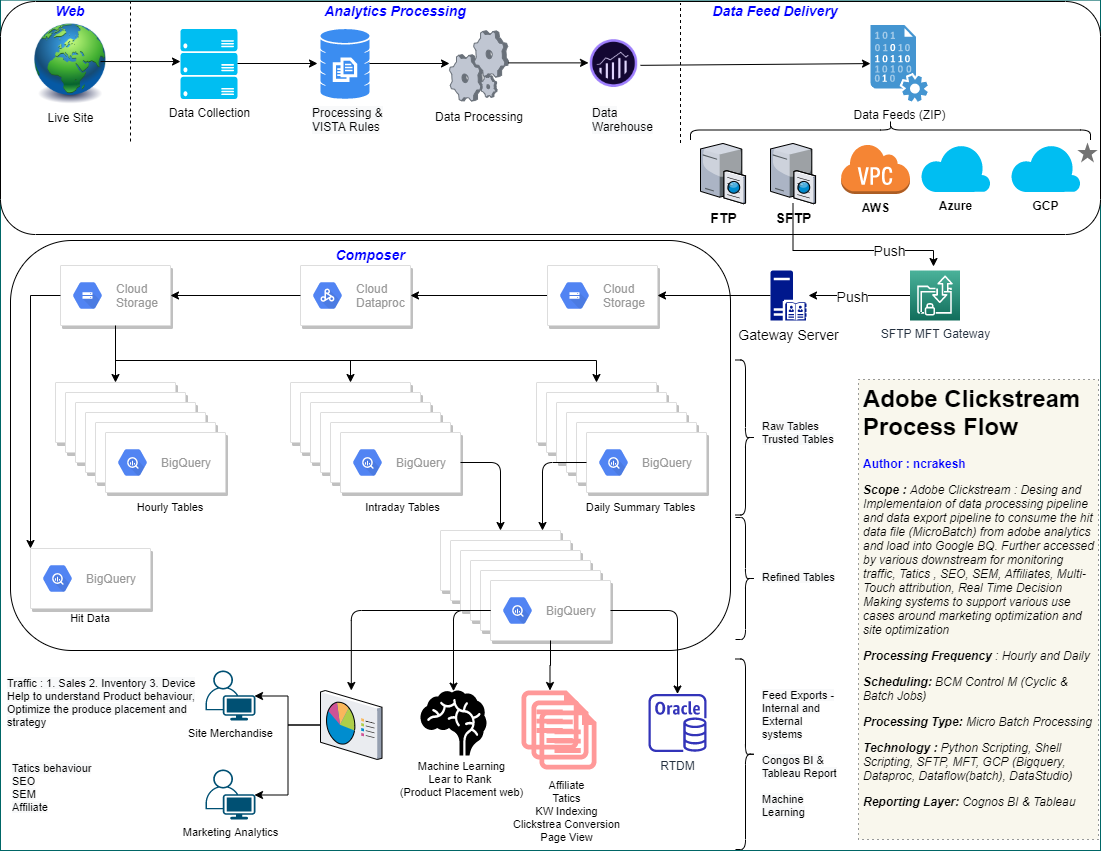 Web
Analytics Processing
Data Feed Delivery
Live Site
Data Collection
Processing &
VISTA Rules
Data Processing
Data
Warehouse
101
01010
10110
10100
010
Data Feeds (ZIP)
FTP
SFTP
VPC
AWS
Azure
GCP
Push
Composer
Cloud
Storage
Cloud
Dataproc
Cloud
Storage
Push
Gateway Server
SFTP MFT Gateway
BigQuery
Hourly Tables
BigQuery
Intraday Tables
BigQuery
Daily Summary Tables
Raw Tables
Trusted Tables
BigQuery
Hit Data
BigQuery
Refined Tables
Traffic : 1. Sales 2. Inventory 3. Device
Help to understand Product behaviour,
Optimize the produce placement and
strategy
Site Merchandise
Tatics behaviour
SEO
SEM
Affiliate
Marketing Analytics
Machine Learning
Lear to Rank
(Product Placement web)
Affiliate
Tatics
KW Indexing
Clickstrea Conversion
Page View
Oracle
RTDM
Feed Exports -
Internal and
External
systems
Congos BI &
Tableau Report
Machine
Learning
Adobe Clickstream
Process Flow
Author : ncrakesh
Scope : Adobe Clickstream : Desing and
Implementaion of data processing pipeline
and data export pipeline to consume the hit
data file (MicroBatch) from adobe analytics
and load into Google BQ. Further accessed
by various downstream for monitoring
traffic, Tatics , SEO, SEM, Affiliates, Multi-
Touch attribution, Real Time Decision
Making systems to support various use
cases around marketing optimization and
site optimization
Processing Frequency : Hourly and Daily
Scheduling: BCM Control M (Cyclic &
Batch Jobs)
Processing Type: Micro Batch Processing
Technology : Python Scripting, Shell
Scripting, SFTP, MFT, GCP (Bigquery,
Dataproc, Dataflow(batch), DataStudio)
Reporting Layer: Cognos BI & Tableau